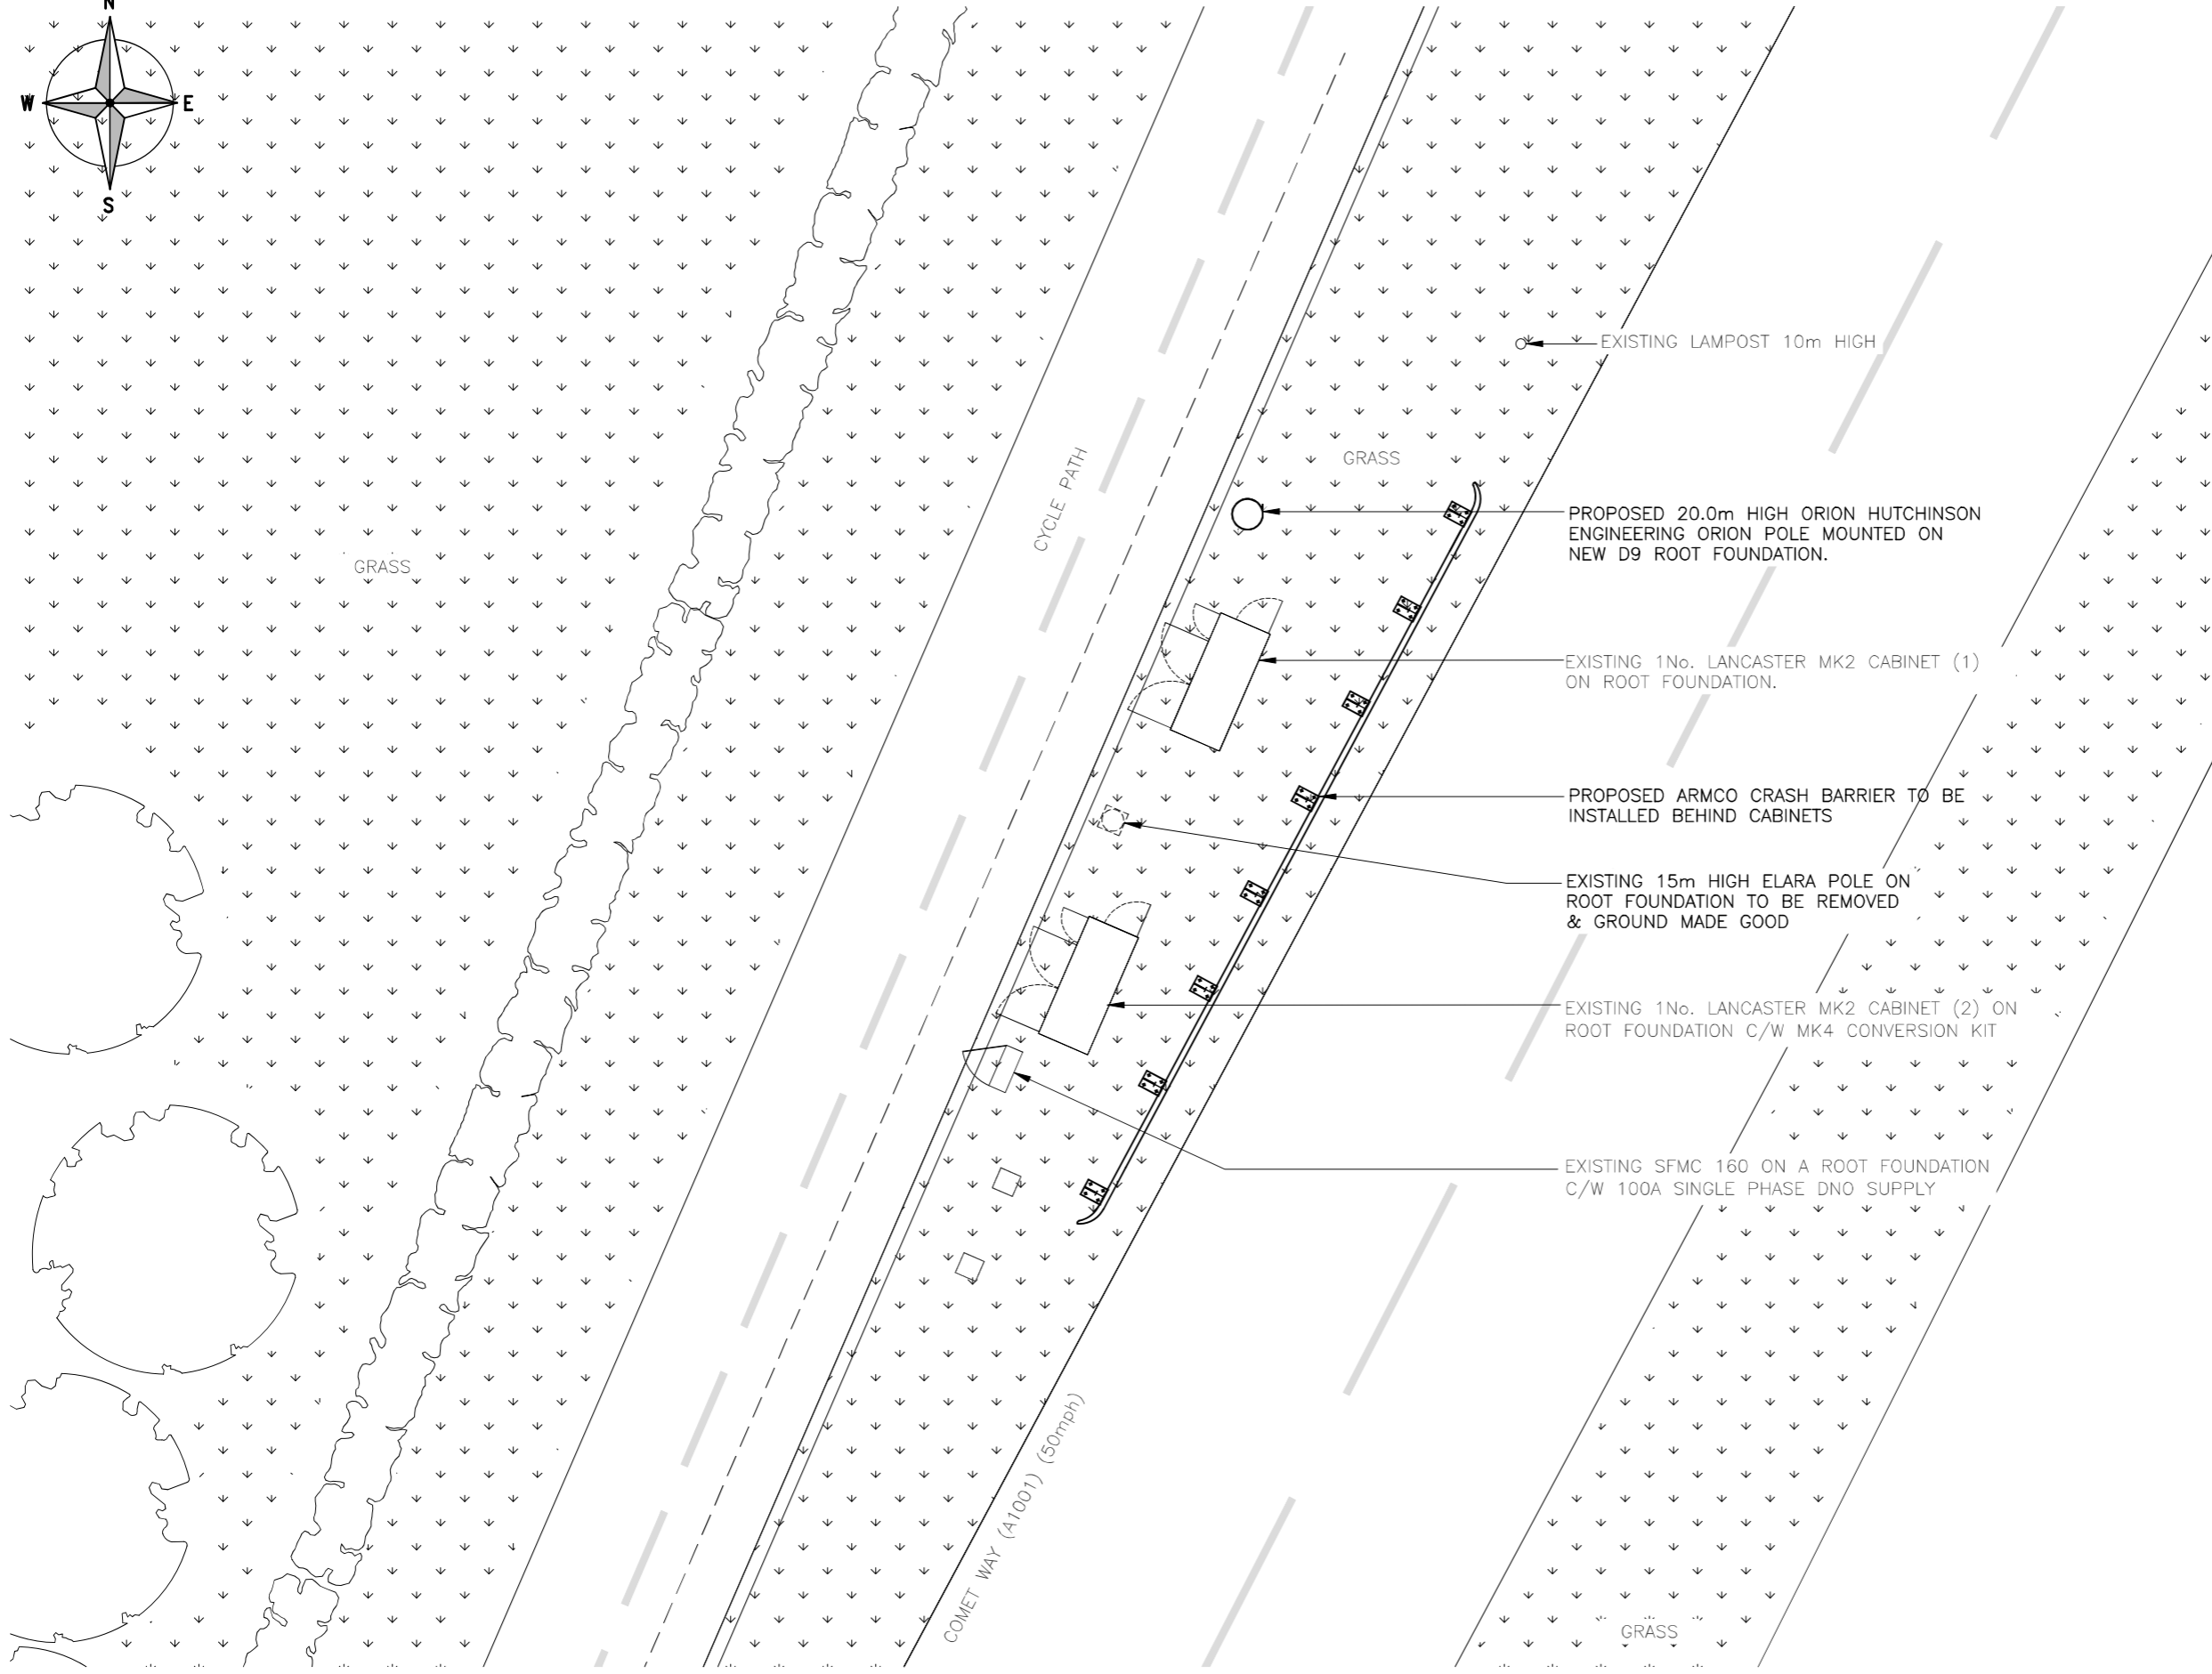 N
W
E
S
EXISTING LAMPOST 10m HIGH
CYCLE PATH
GRASS
PROPOSED 20.0m HIGH ORION HUTCHINSON
ENGINEERING ORION POLE MOUNTED ON
NEW D9 ROOT FOUNDATION.
GRASS
EXISTING 1No. LANCASTER MK2 CABINET (1)
ON ROOT FOUNDATION.
PROPOSED ARMCO CRASH BARRIER TO BE
INSTALLED BEHIND CABINETS
EXISTING 15m HIGH ELARA POLE ON
ROOT FOUNDATION TO BE REMOVED
& GROUND MADE GOOD
EXISTING 1No. LANCASTER MK2 CABINET (2) ON
ROOT FOUNDATION C/W MK4 CONVERSION KIT
EXISTING SFMC 160 ON A ROOT FOUNDATION
C/W 100A SINGLE PHASE DNO SUPPLY
COMET WAY (A1001) (50mph)
GRASS